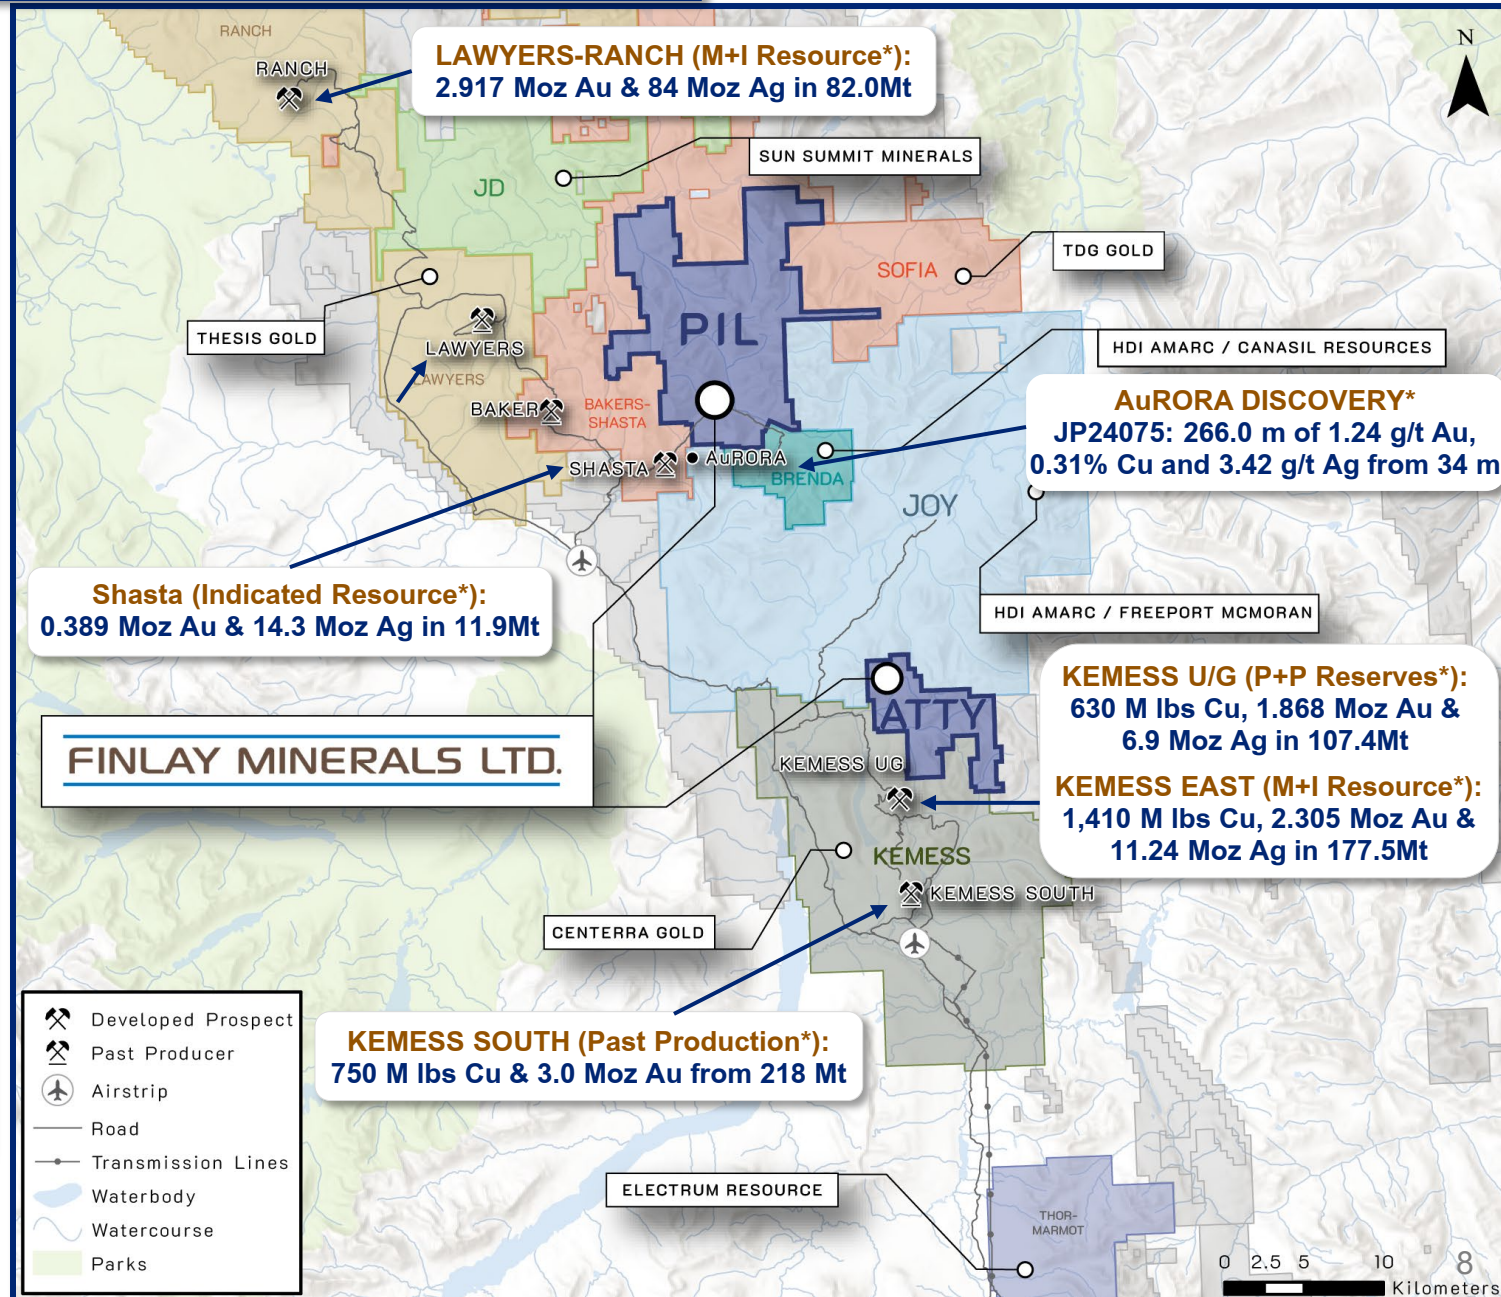 RANCH
RANCH
LAWYERS-RANCH (M+I Resource*):
2.917 Moz Au & 84 Moz Ag in 82.0Mt
N
SUN SUMMIT MINERALS
JD
TDG GOLD
SOFIA
THESIS GOLD
PIL
HDI AMARC / CANASIL RESOURCES
LAWYERS
LAWYERS
BAKER
BAKERS-
SHASTA
AuRORA DISCOVERY*
JP24075: 266.0 m of 1.24 g/t Au,
0.31% Cu and 3.42 g/t Ag from 34 m
SHASTA
AuRORA
BRENDA
JOY
Shasta (Indicated Resource*):
0.389 Moz Au & 14.3 Moz Ag in 11.9Mt
HDI AMARC / FREEPORT MCMORAN
FINLAY MINERALS LTD.
ATTY
KEMESS U/G (P+P Reserves*):
630 M lbs Cu, 1.868 Moz Au &
6.9 Moz Ag in 107.4Mt
KEMESS EAST (M+I Resource*):
1,410 M lbs Cu, 2.305 Moz Au &
11.24 Moz Ag in 177.5Mt
KEMESS UG
KEMESS
KEMESS SOUTH
CENTERRA GOLD
KEMESS SOUTH (Past Production*):
750 M lbs Cu & 3.0 Moz Au from 218 Mt
Developed Prospect
Past Producer
Airstrip
Road
Transmission Lines
Waterbody
Watercourse
Parks
ELECTRUM RESOURCE
THOR-
MARMOT
0 2.5 5 10
Kilometers
8